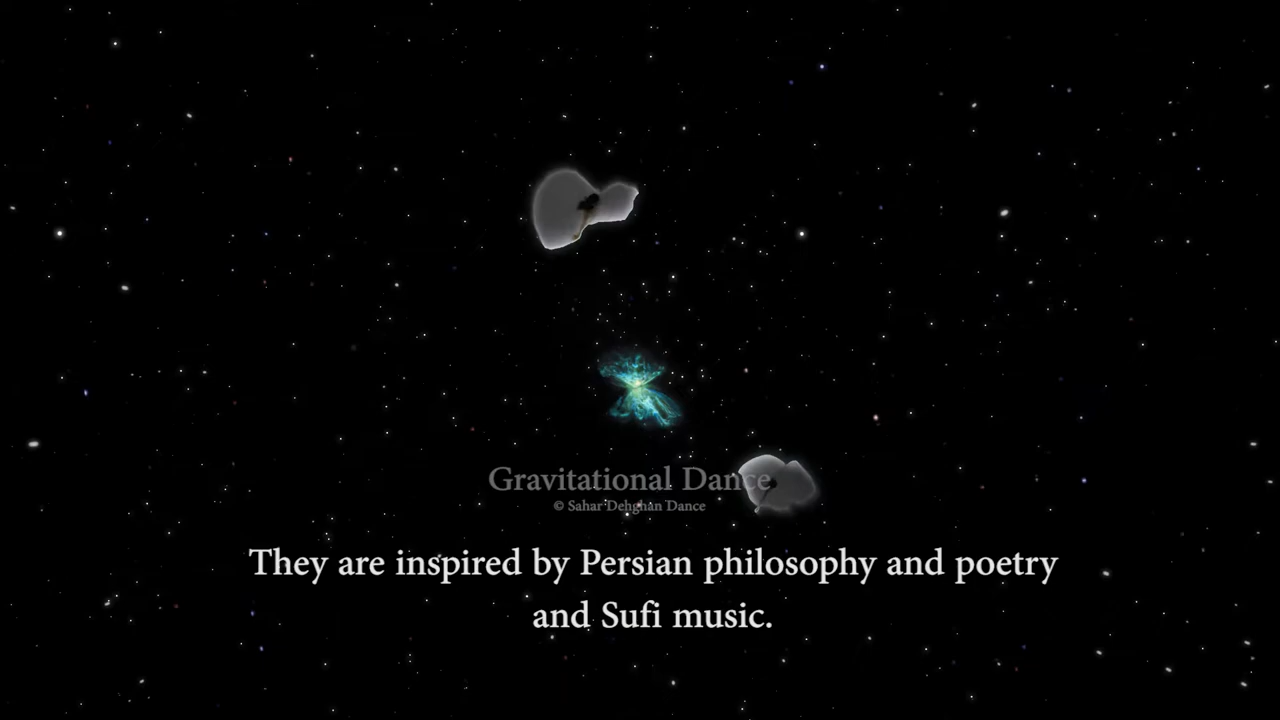 Gravitational Dance
© Sahar Dehghan Dance
They are inspired by Persian philosophy and poetry
and Sufi music.